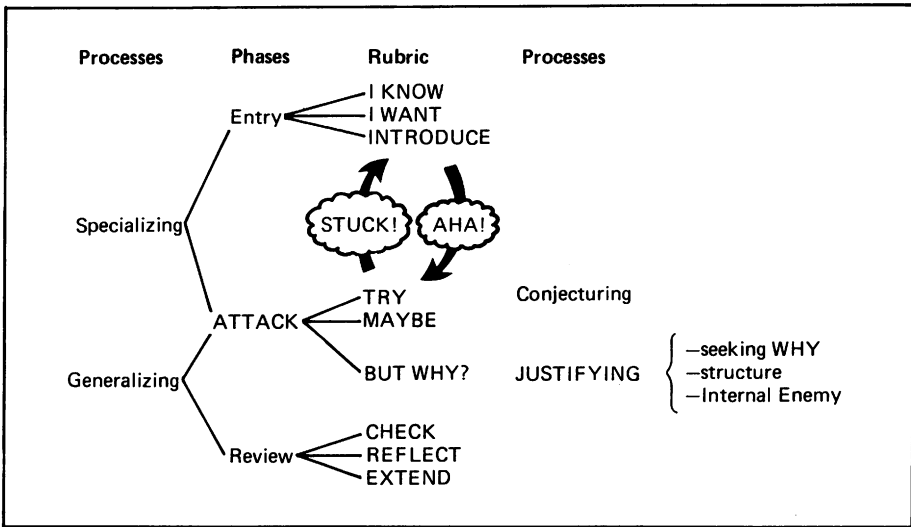 Processes Phases Rubric Processes
I KNOW
Entry I WANT
INTRODUCE
Specializing STUCK! AHA!
TRY Conjecturing
ATTACK MAYBE
—seeking WHY
Generalizing BUT WHY? JUSTIFYING —structure
—Internal Enemy
CHECK
Review REFLECT
EXTEND